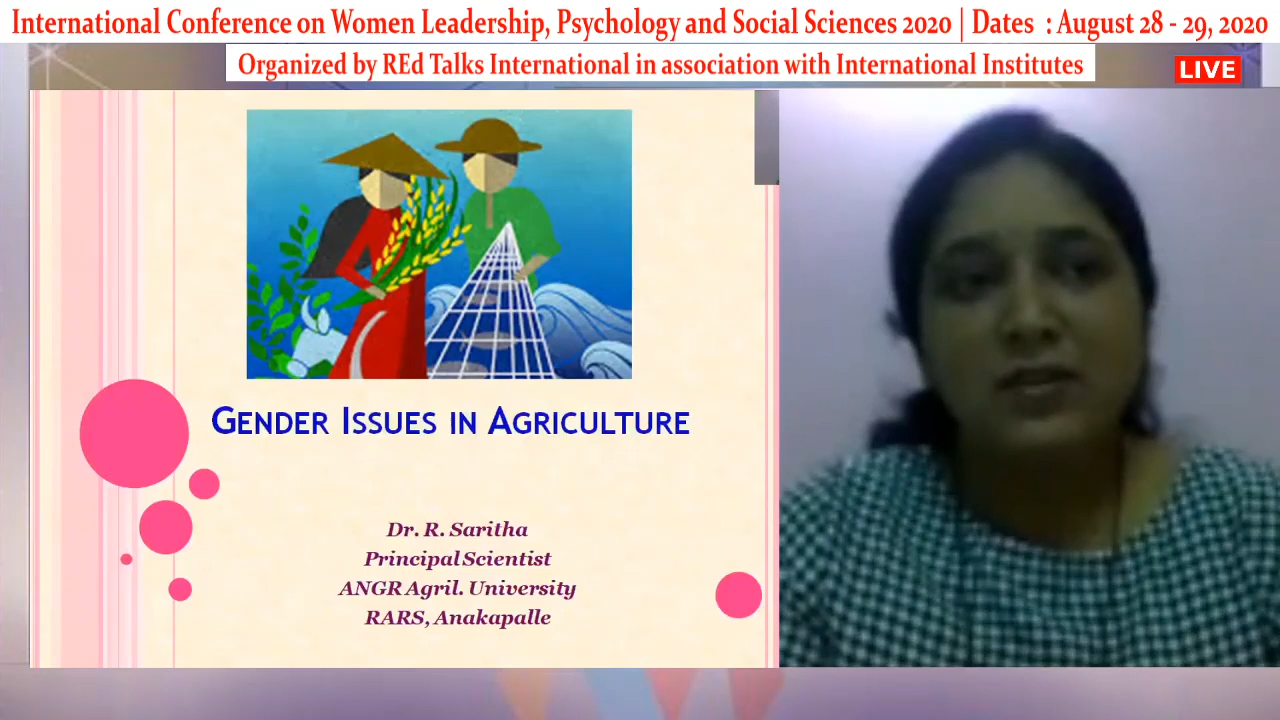 International Conference on Women Leadership, Psychology and Social Sciences 2020 | Dates : August 28 - 29, 2020
Organized by REd Talks International in association with International Institutes
LIVE
GENDER ISSUES IN AGRICULTURE
Dr. R. Saritha
Principal Scientist
ANGR Agril. University
RARS, Anakapalle